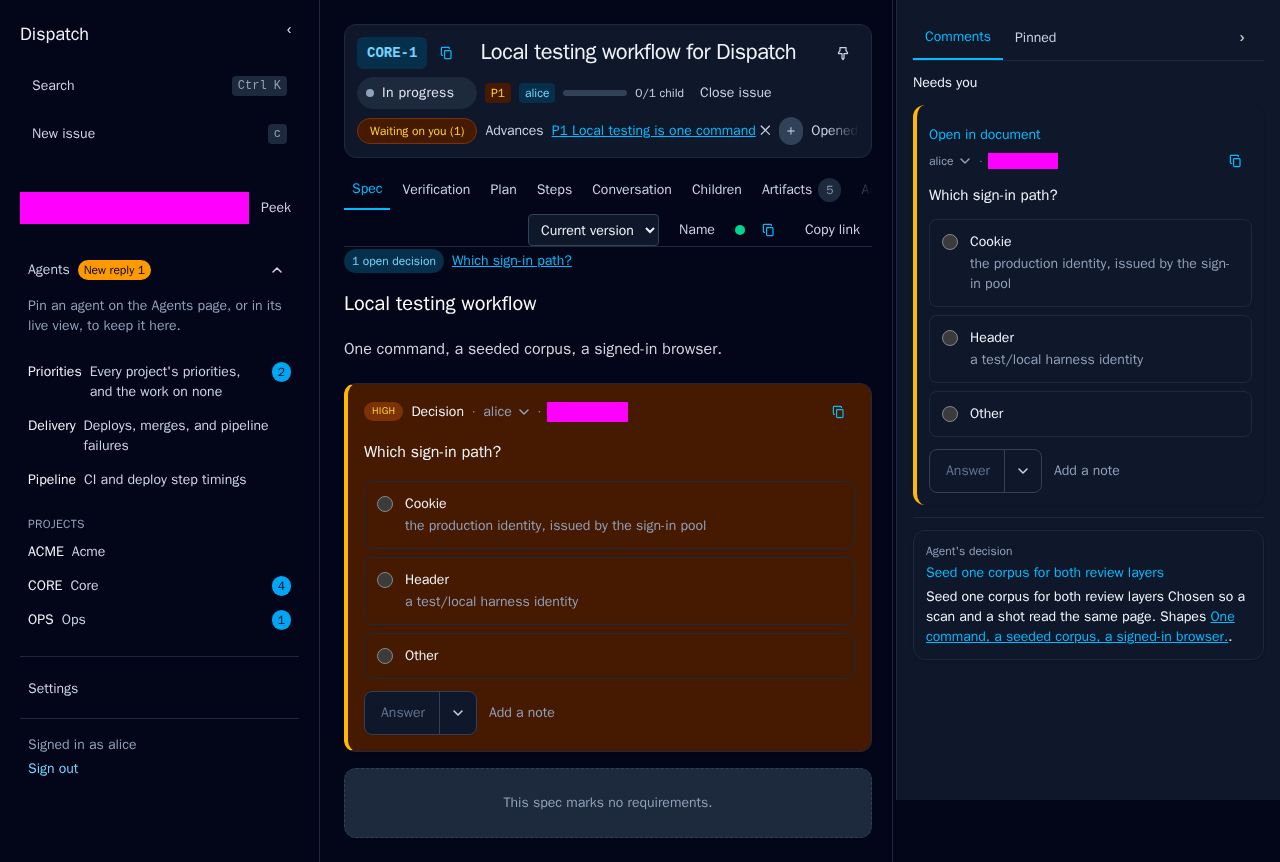 Dispatch
Search
Ctrl K
New issue
C
Peek
Agents
New reply 1
Pin an agent on the Agents page, or in its
live view, to keep it here.
Priorities
Every project's priorities,
and the work on none
2
Delivery
Deploys, merges, and pipeline
failures
Pipeline
CI and deploy step timings
PROJECTS
ACME Acme
CORE Core
4
OPS Ops
1
Settings
Signed in as alice
Sign out
CORE-1
Local testing workflow for Dispatch
In progress
P1
alice
0/1 child
Close issue
Waiting on you (1)
Advances
P1 Local testing is one command
+
Opened
Spec
Verification
Plan
Steps
Conversation
Children
Artifacts
5
Current version
Name
Copy link
1 open decision
Which sign-in path?
Local testing workflow
One command, a seeded corpus, a signed-in browser.
HIGH
Decision · alice ·
Which sign-in path?
Cookie
the production identity, issued by the sign-in pool
Header
a test/local harness identity
Other
Answer
Add a note
This spec marks no requirements.
Comments
Pinned
Needs you
Open in document
alice ·
Which sign-in path?
Cookie
the production identity, issued by the sign-
in pool
Header
a test/local harness identity
Other
Answer
Add a note
Agent's decision
Seed one corpus for both review layers
Seed one corpus for both review layers Chosen so a
scan and a shot read the same page. Shapes One
command, a seeded corpus, a signed-in browser..